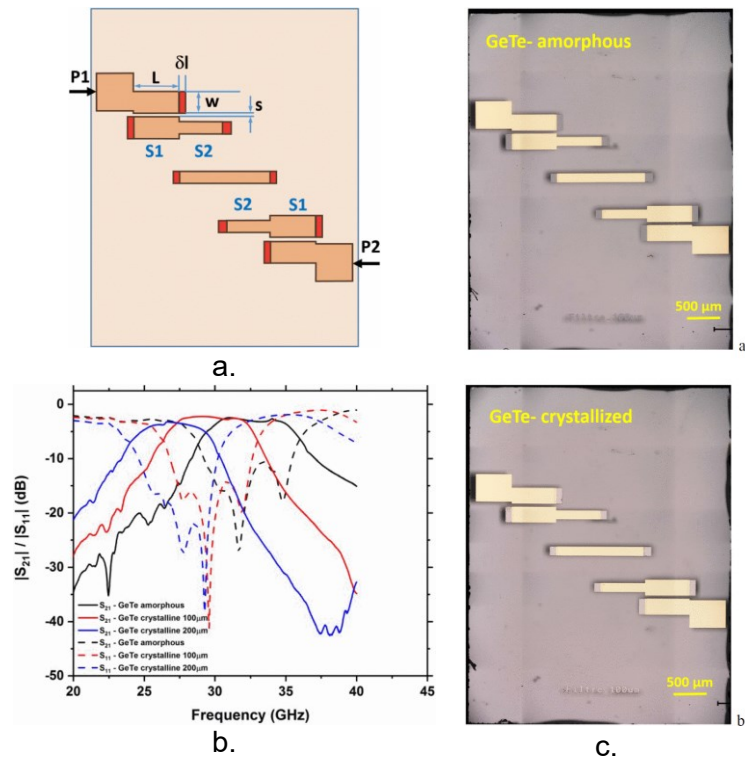 P1
L
δl
W
S
S1
S2
S2
S1
P2
a.
GeTe- amorphous
500 µm
a
|S21| / |S11| (dB)
0
-10
-20
-30
-40
-50
S21 - GeTe amorphous
S21 - GeTe crystalline 100µm
S21 - GeTe crystalline 200µm
S21 - GeTe amorphous
S11 - GeTe crystalline 100µm
S11 - GeTe crystalline 200µm
20
25
30
35
40
45
Frequency (GHz)
b.
GeTe- crystallized
500 µm
b
c.